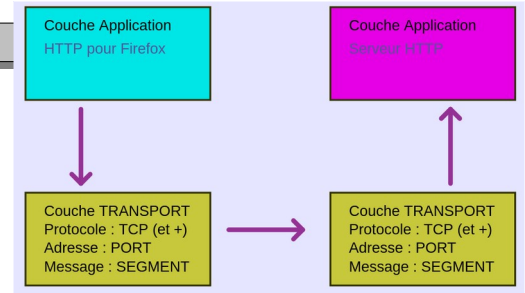 Couche Application
HTTP pour Firefox
Couche Application
Serveur HTTP
Couche TRANSPORT
Protocole : TCP (et +)
Adresse : PORT
Message : SEGMENT
Couche TRANSPORT
Protocole : TCP (et +)
Adresse : PORT
Message : SEGMENT